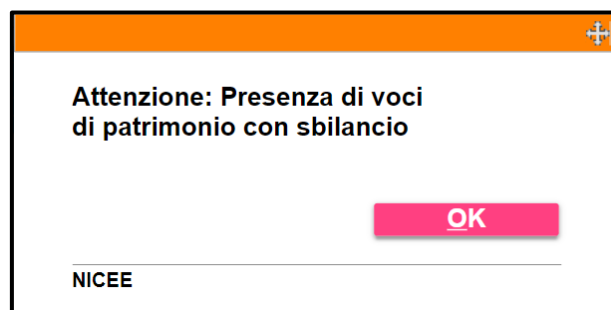 Attenzione: Presenza di voci
di patrimonio con sbilancio
OK
NICEE